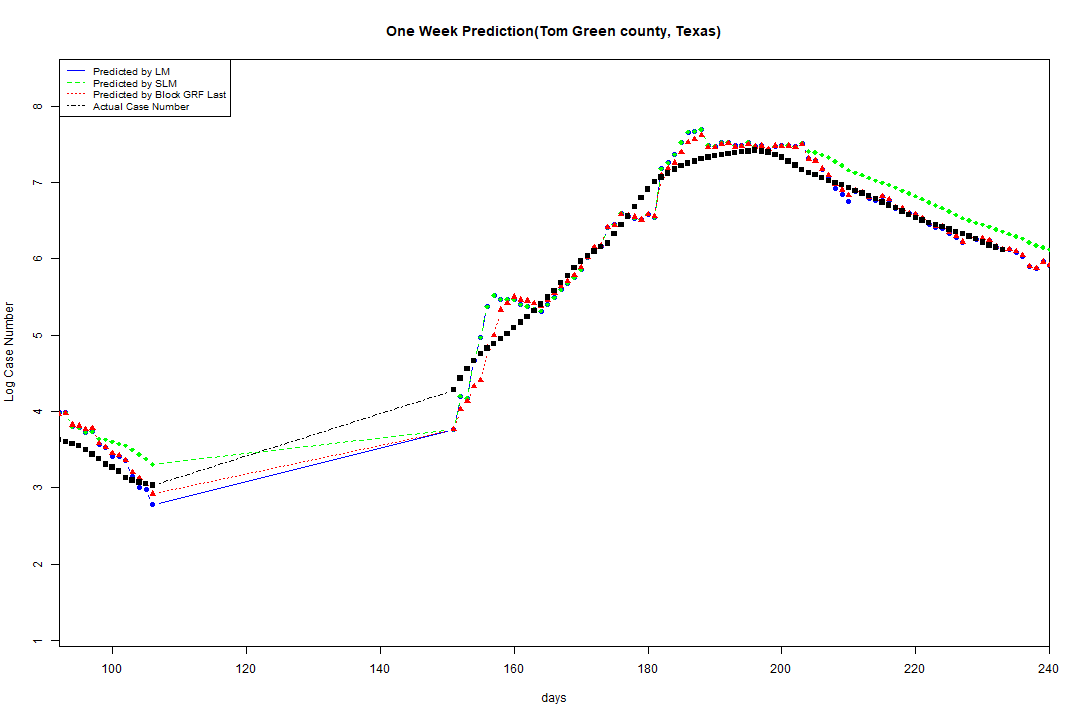 One Week Prediction(Tom Green county, Texas)
Predicted by LM
Predicted by SLM
Predicted by Block GRF Last
Actual Case Number
Log Case Number
8
7
6
5
4
3
2
1
100 120 140 160 180 200 220 240
days